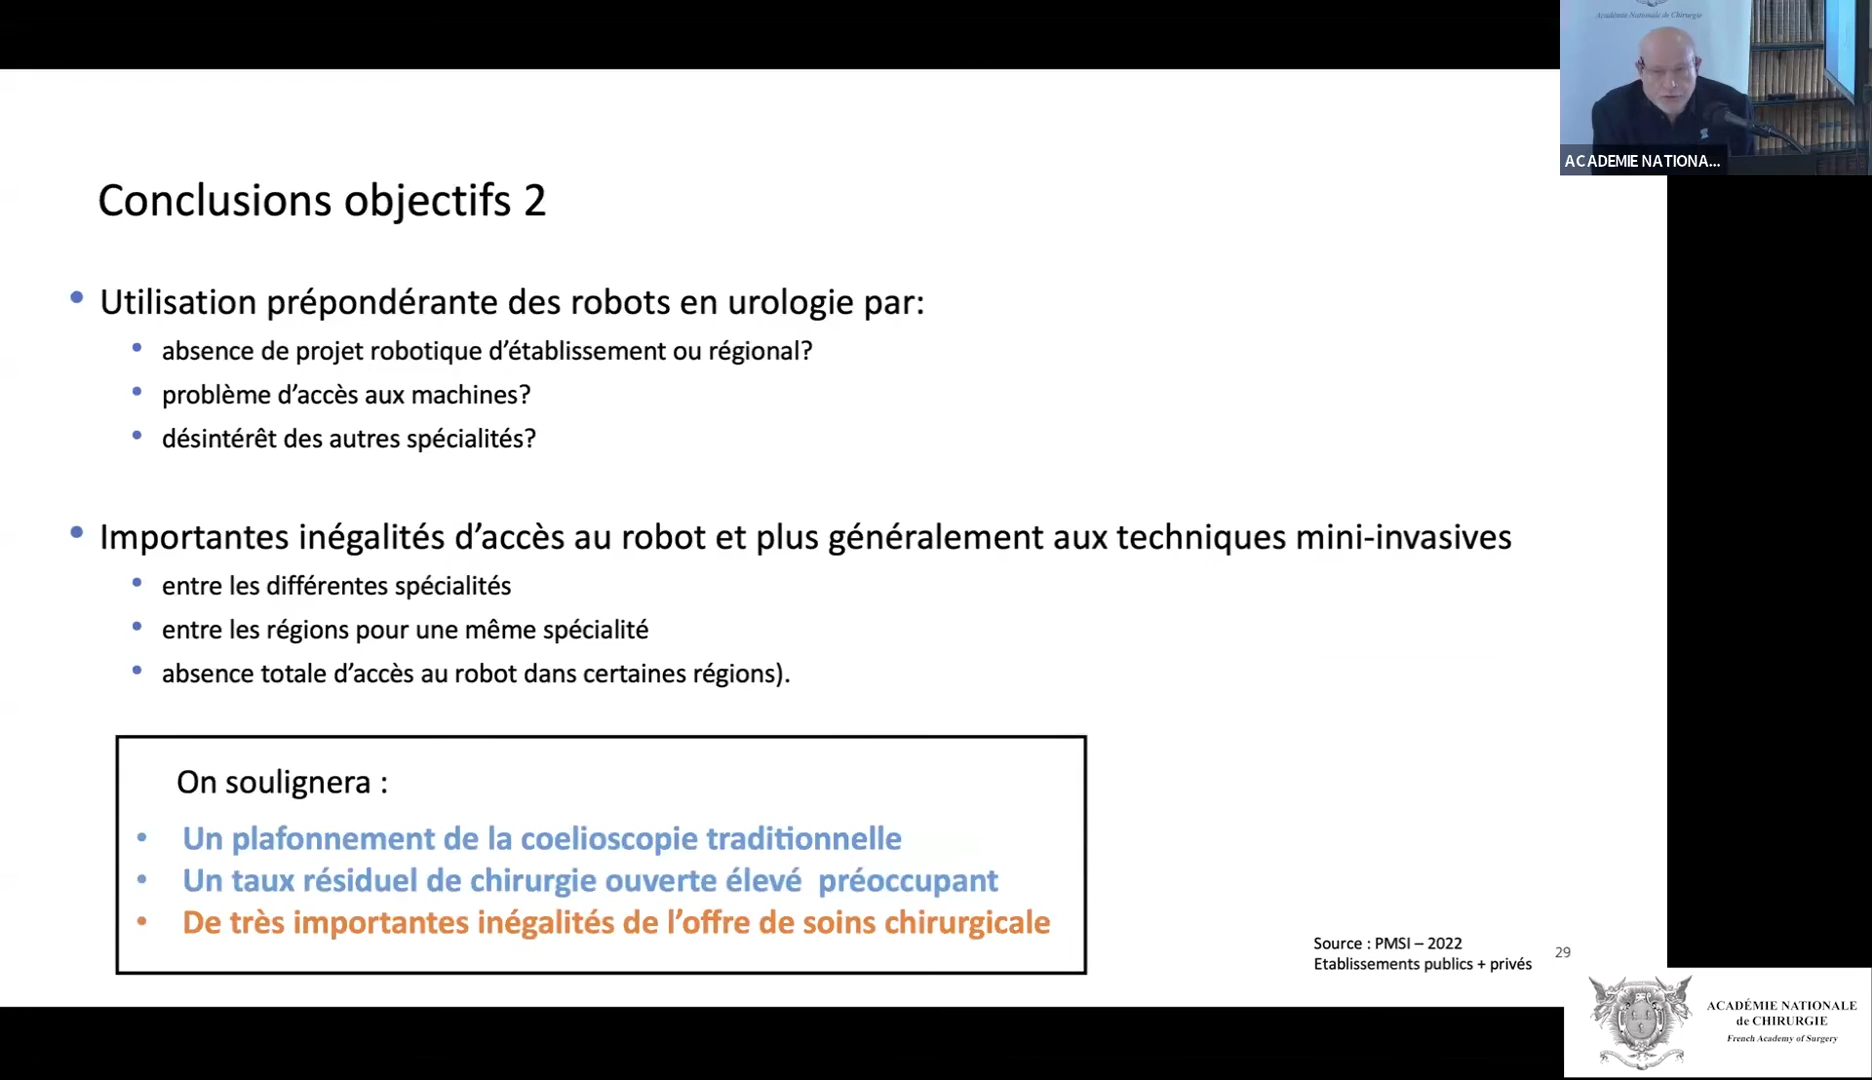 Académie Nationale de Chirurgie
ACADEMIE NATIONA...
Conclusions objectifs 2
• Utilisation prépondérante des robots en urologie par:
• absence de projet robotique d’établissement ou régional?
• problème d’accès aux machines?
• désintérêt des autres spécialités?
• Importantes inégalités d’accès au robot et plus généralement aux techniques mini-invasives
• entre les différentes spécialités
• entre les régions pour une même spécialité
• absence totale d’accès au robot dans certaines régions).
On soulignera :
• Un plafonnement de la coelioscopie traditionnelle
• Un taux résiduel de chirurgie ouverte élevé  préoccupant
• De très importantes inégalités de l’offre de soins chirurgicale
Source : PMSI – 2022
Etablissements publics + privés
29
ACADÉMIE NATIONALE
de CHIRURGIE
French Academy of Surgery